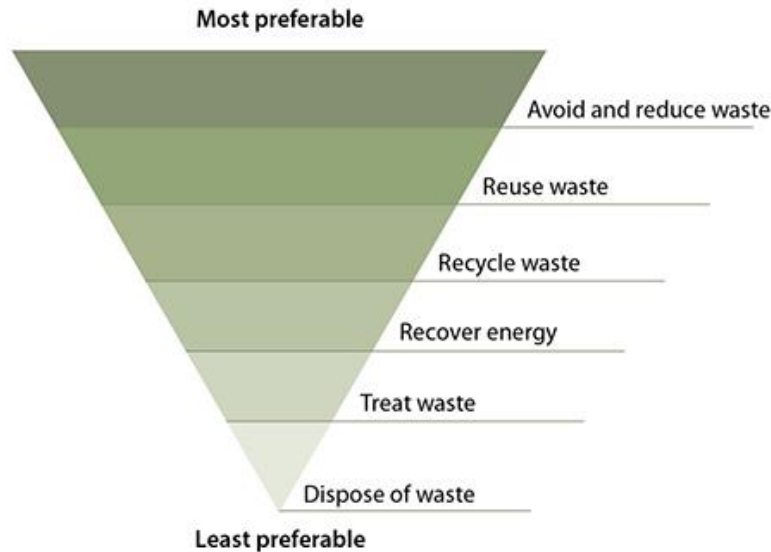 Most preferable
Avoid and reduce waste
Reuse waste
Recycle waste
Recover energy
Treat waste
Dispose of waste
Least preferable